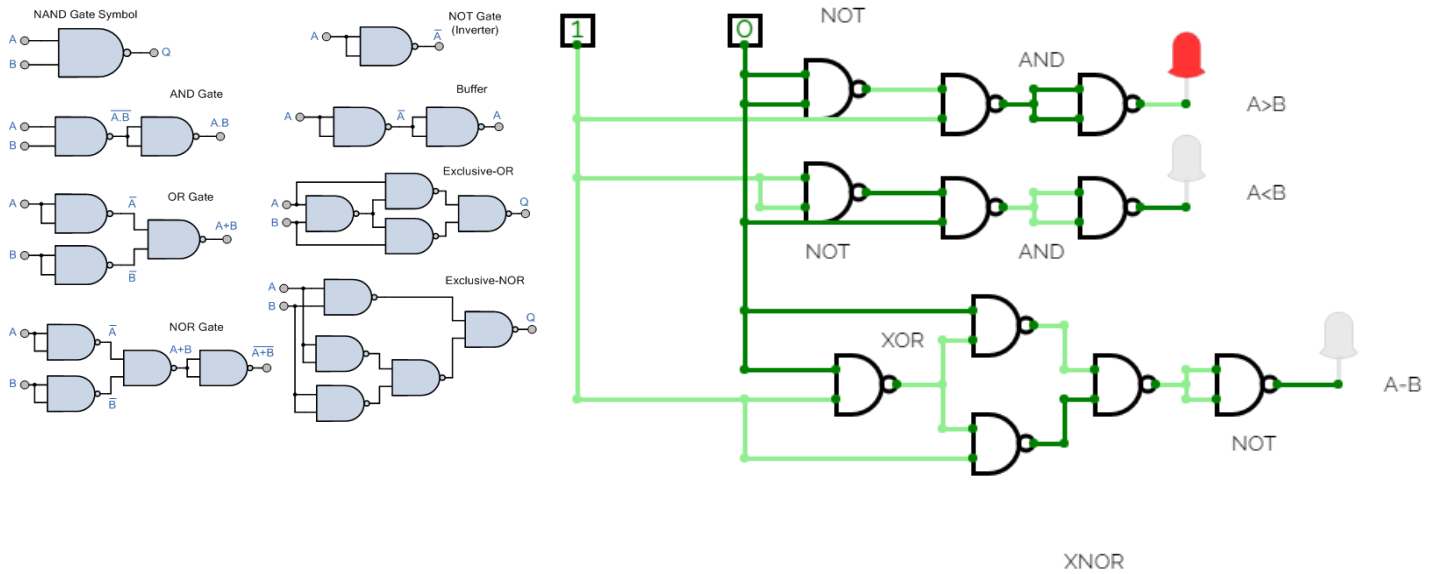 NAND Gate Symbol
A
B
Q
NOT Gate
(Inverter)
A
A̅
AND Gate
A
B
A̅.̅B̅
A.B
Buffer
A
A̅
A
OR Gate
A
B
A̅
B̅
A+B
Exclusive-OR
A
B
Q
NOR Gate
A
B
A̅
B̅
A+B
A̅+̅B̅
Exclusive-NOR
A
B
Q
1
0
NOT
AND
A>B
A<B
NOT
AND
XOR
A-B
NOT
XNOR